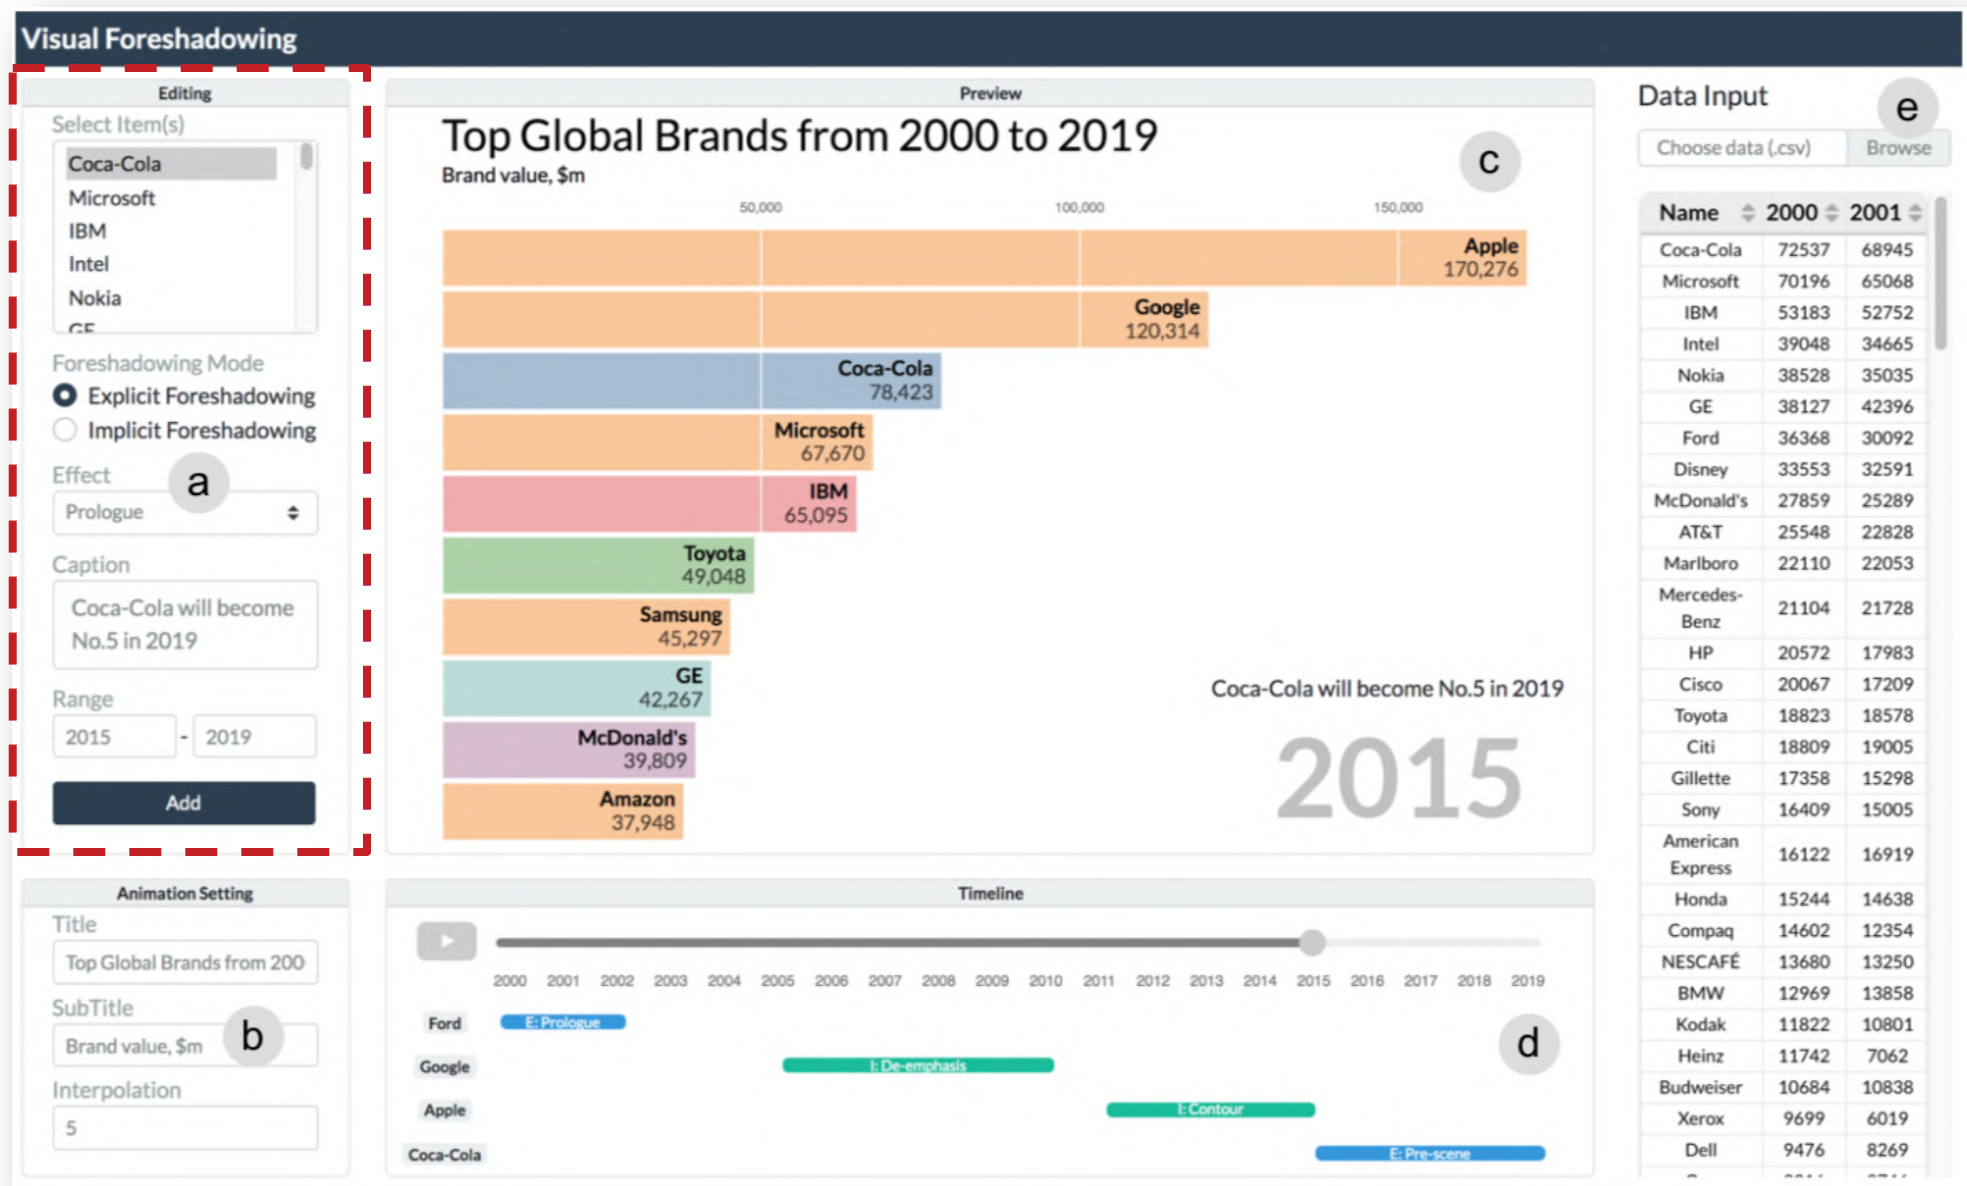 Visual Foreshadowing
Editing
Select Item(s)
Coca-Cola
Microsoft
IBM
Intel
Nokia
GE
Foreshadowing Mode
Explicit Foreshadowing
Implicit Foreshadowing
a
Effect
Prologue
Caption
Coca-Cola will become
No.5 in 2019
Range
2015 - 2019
Add
Animation Setting
Title
Top Global Brands from 200
SubTitle
Brand value, $m
b
Interpolation
5
Preview
Top Global Brands from 2000 to 2019
Brand value, $m
c
50,000 100,000 150,000
Apple
170,276
Google
120,314
Coca-Cola
78,423
Microsoft
67,670
IBM
65,095
Toyota
49,048
Samsung
45,297
GE
42,267
McDonald's
39,809
Amazon
37,948
Coca-Cola will become No.5 in 2019
2015
Timeline
2000 2001 2002 2003 2004 2005 2006 2007 2008 2009 2010 2011 2012 2013 2014 2015 2016 2017 2018 2019
Ford E: Prologue
Google I: De-emphasis
Apple I: Contour
Coca-Cola E: Pre-scene
d
Data Input
e
Choose data (.csv) Browse
Name 2000 2001
Coca-Cola 72537 68945
Microsoft 70196 65068
IBM 53183 52752
Intel 39048 34665
Nokia 38528 35035
GE 38127 42396
Ford 36368 30092
Disney 33553 32591
McDonald's 27859 25289
AT&T 25548 22828
Marlboro 22110 22053
Mercedes-
Benz 21104 21728
HP 20572 17983
Cisco 20067 17209
Toyota 18823 18578
Citi 18809 19005
Gillette 17358 15298
Sony 16409 15005
American
Express 16122 16919
Honda 15244 14638
Compaq 14602 12354
NESCAFÉ 13680 13250
BMW 12969 13858
Kodak 11822 10801
Heinz 11742 7062
Budweiser 10684 10838
Xerox 9699 6019
Dell 9476 8269